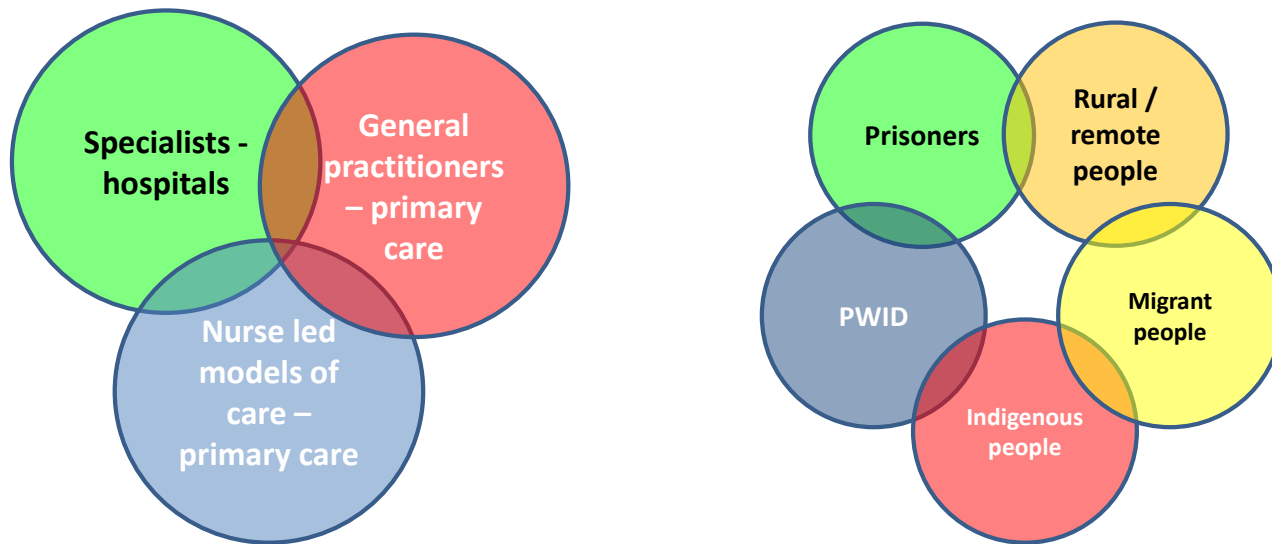 Specialists -
hospitals
General
practitioners
– primary
care
Nurse led
models of
care –
primary care
Prisoners
Rural /
remote
people
PWID
Migrant
people
Indigenous
people